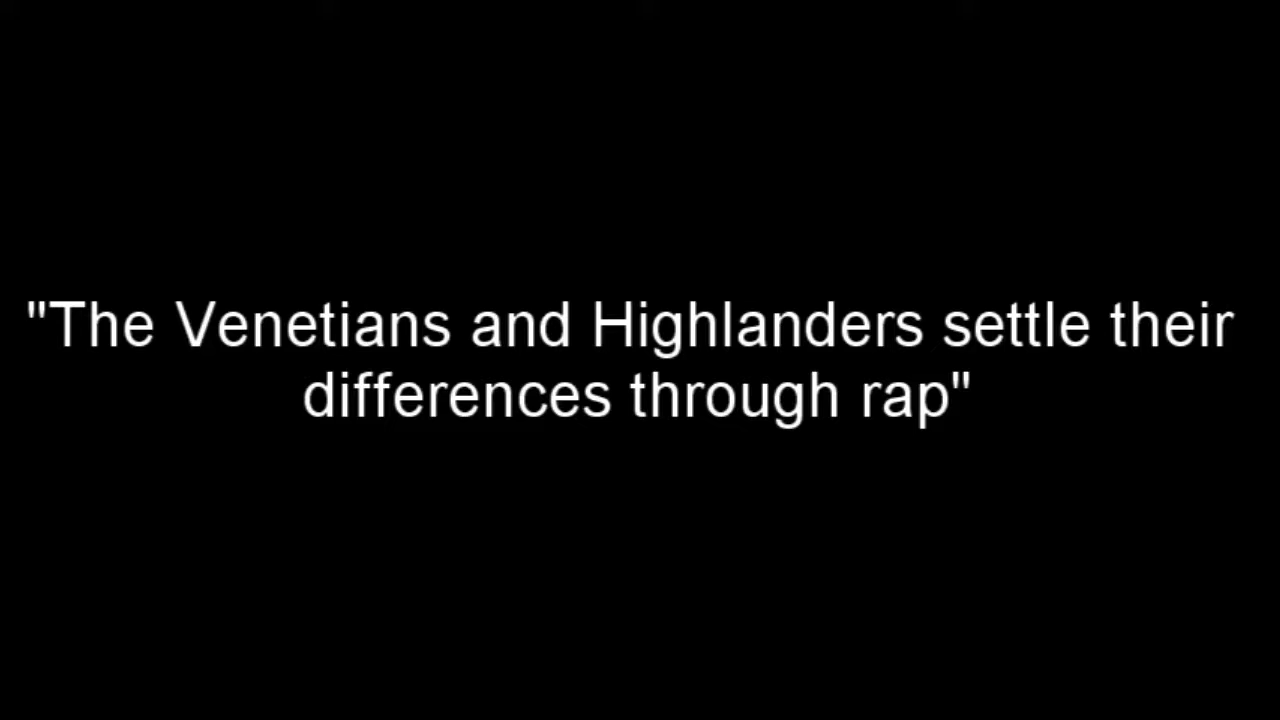 "The Venetians and Highlanders settle their
differences through rap"